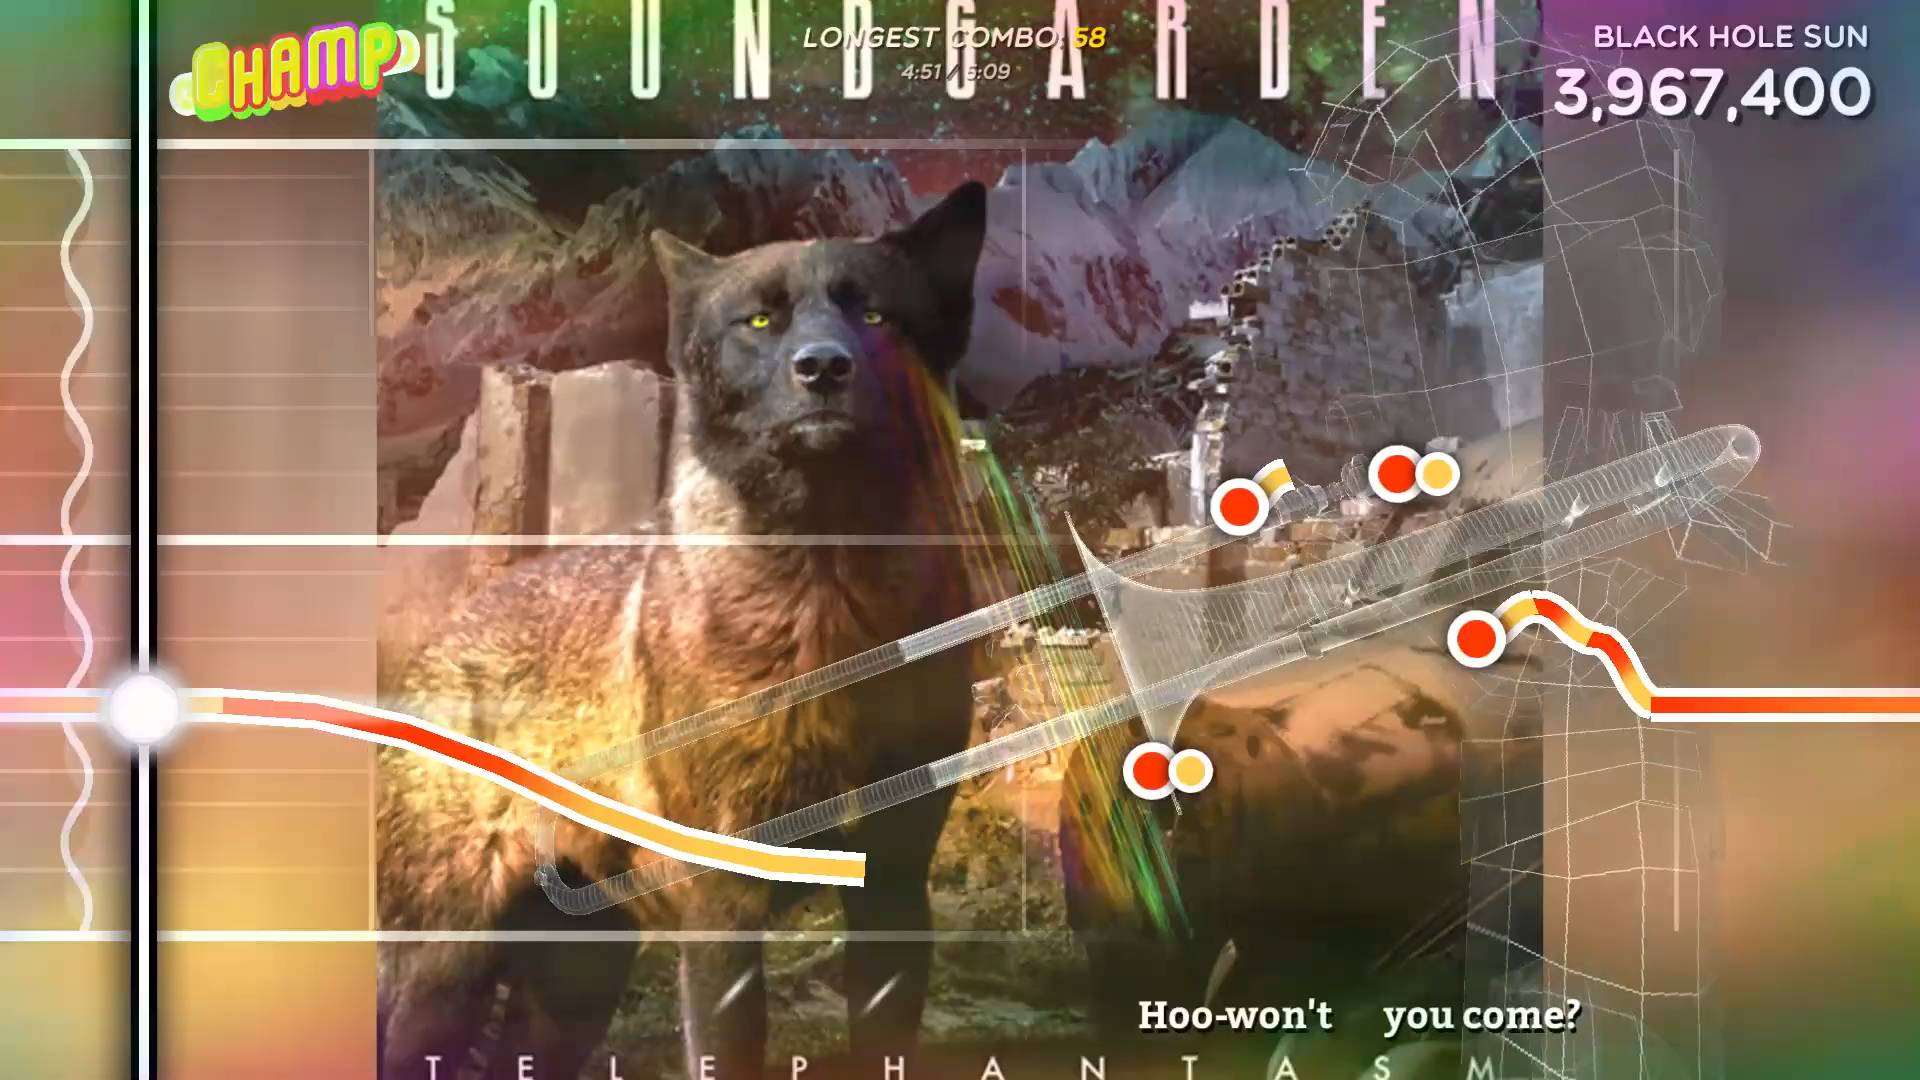 CHAMP
SOUNDGARDEN
LONGEST COMBO: 58
4:51 / 5:09
BLACK HOLE SUN
3,967,400
Hoo-won't you come?
TELEPHANTASM